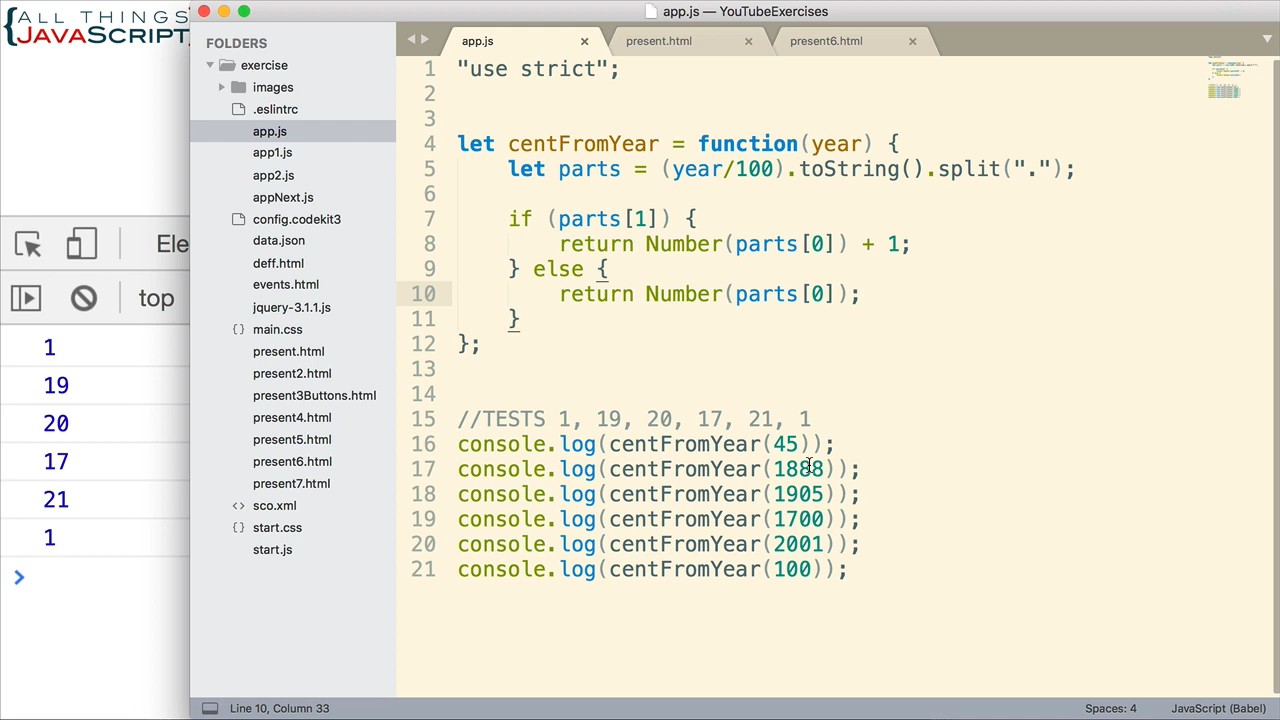 {ALL THINGS
JAVASCRIPT
app.js — YouTubeExercises
FOLDERS
exercise
images
.eslintrc
app.js
app1.js
app2.js
appNext.js
config.codekit3
data.json
deff.html
events.html
jquery-3.1.1.js
{} main.css
present.html
present2.html
present3Buttons.html
present4.html
present5.html
present6.html
present7.html
<> sco.xml
{} start.css
start.js
app.js
present.html
present6.html
1 "use strict";
2
3
4 let centFromYear = function(year) {
5 let parts = (year/100).toString().split(".");
6
7 if (parts[1]) {
8 return Number(parts[0]) + 1;
9 } else {
10 return Number(parts[0]);
11 }
12 };
13
14
15 //TESTS 1, 19, 20, 17, 21, 1
16 console.log(centFromYear(45));
17 console.log(centFromYear(1888));
18 console.log(centFromYear(1905));
19 console.log(centFromYear(1700));
20 console.log(centFromYear(2001));
21 console.log(centFromYear(100));
Ele
top
1
19
20
17
21
1
>
Line 10, Column 33
Spaces: 4
JavaScript (Babel)